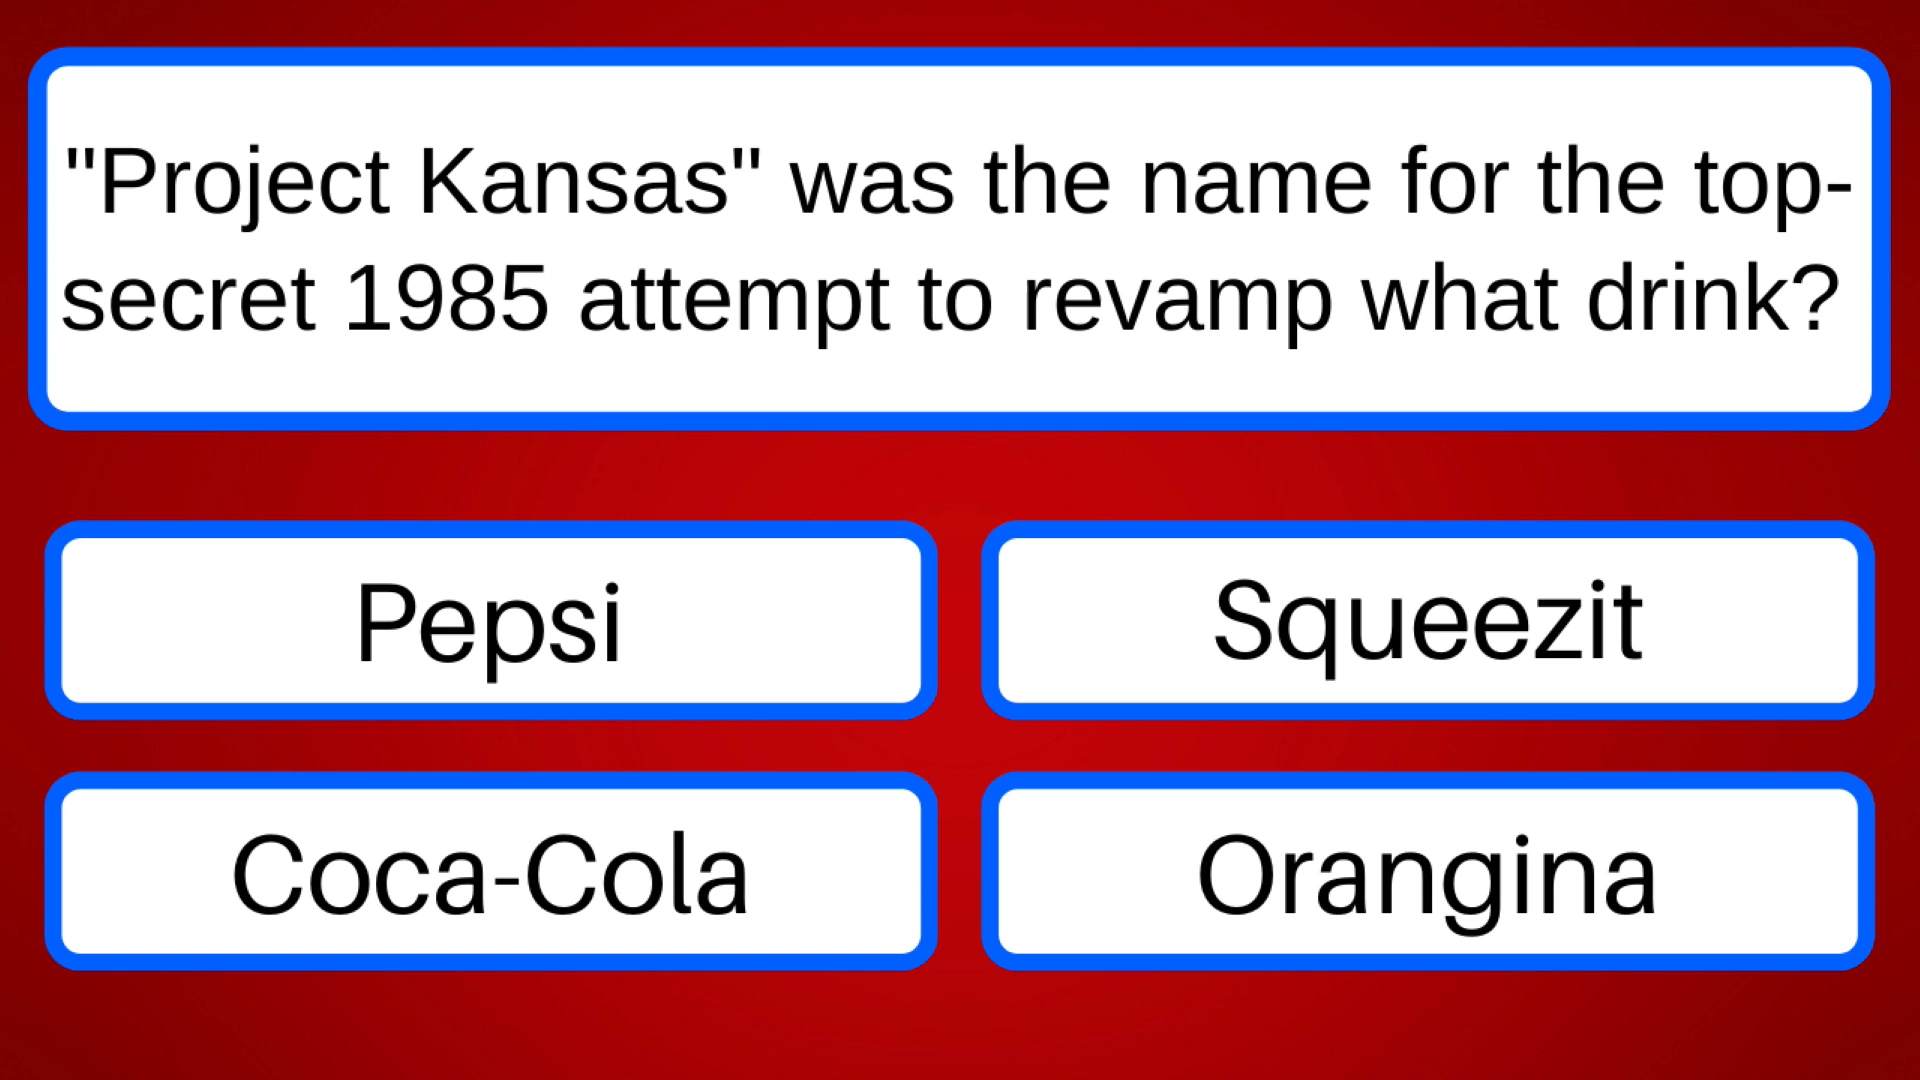 "Project Kansas" was the name for the top-
secret 1985 attempt to revamp what drink?
Pepsi
Squeezit
Coca-Cola
Orangina